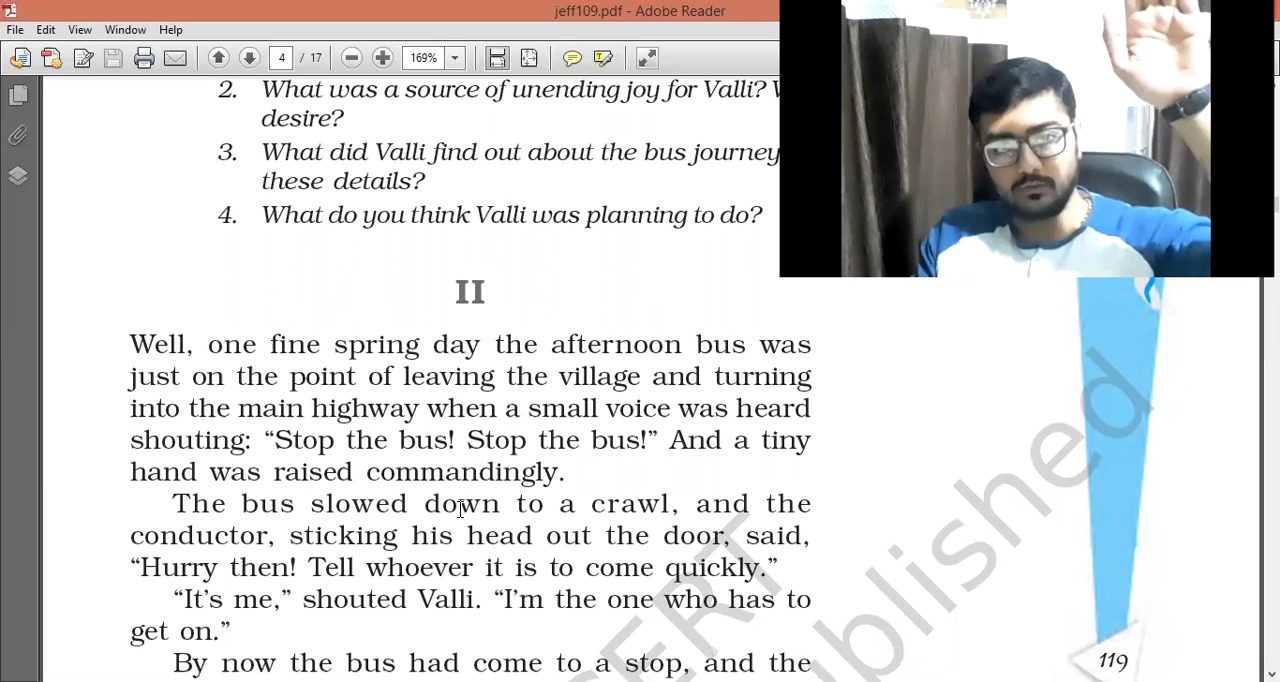 jeff109.pdf - Adobe Reader
File Edit View Window Help
4 / 17 169%
2. What was a source of unending joy for Valli?
desire?
3. What did Valli find out about the bus journey
these details?
4. What do you think Valli was planning to do?
II
Well, one fine spring day the afternoon bus was
just on the point of leaving the village and turning
into the main highway when a small voice was heard
shouting: “Stop the bus! Stop the bus!” And a tiny
hand was raised commandingly.
The bus slowed down to a crawl, and the
conductor, sticking his head out the door, said,
“Hurry then! Tell whoever it is to come quickly.”
“It’s me,” shouted Valli. “I’m the one who has to
get on.”
By now the bus had come to a stop, and the
119